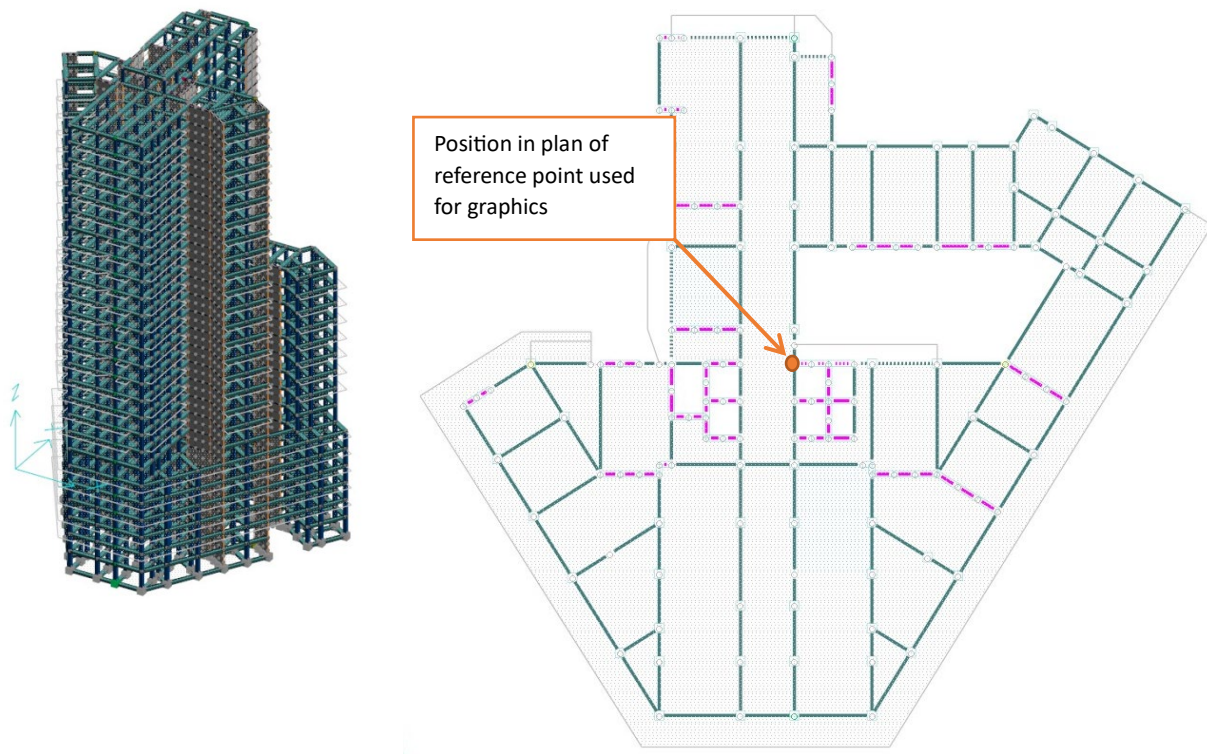 Position in plan of
reference point used
for graphics
Z